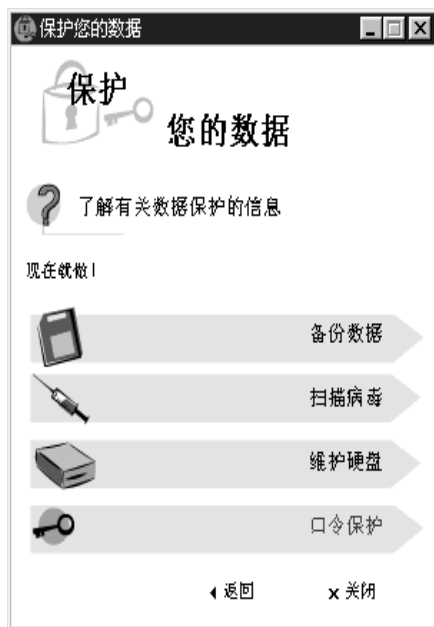 保护您的数据
保护
您的数据
了解有关数据保护的信息
现在就做!
备份数据
扫描病毒
维护硬盘
口令保护
返回
x 关闭